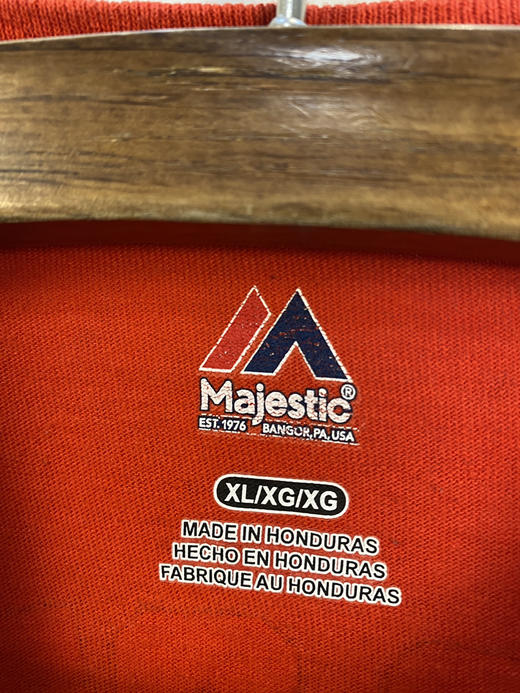 Majestic®
EST. 1976 BANGOR, PA, USA
XL/XG/XG
MADE IN HONDURAS
HECHO EN HONDURAS
FABRIQUE AU HONDURAS